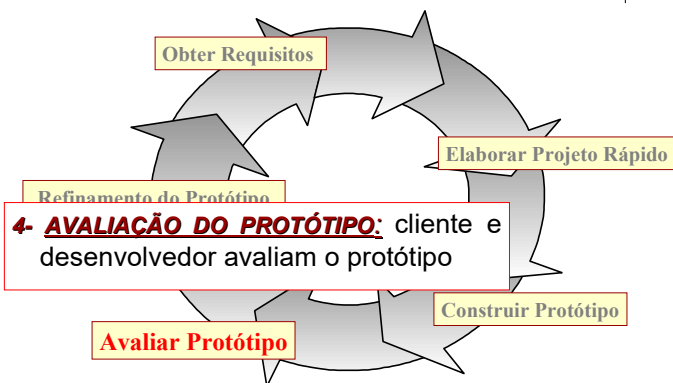 Obter Requisitos
Elaborar Projeto Rápido
Refinamento do Protótipo
4- AVALIAÇÃO DO PROTÓTIPO: cliente e
desenvolvedor avaliam o protótipo
Construir Protótipo
Avaliar Protótipo